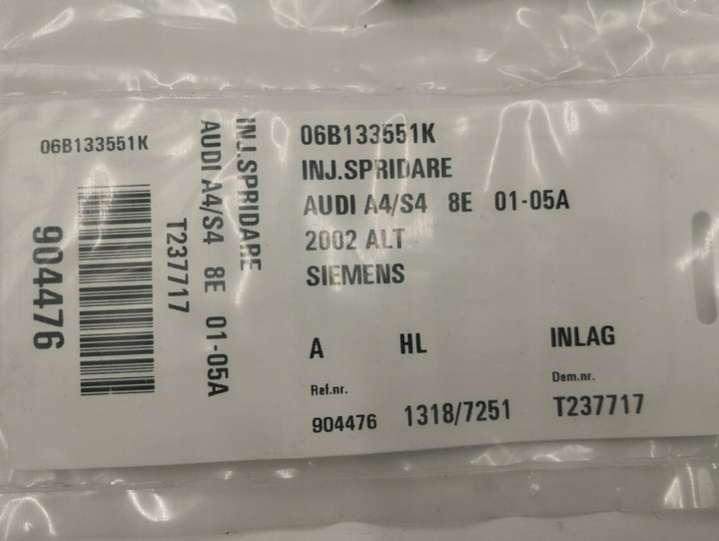 06B133551K
904476
T237717
AUDI A4/S4 8E 01-05A
INJ.SPRIDARE
06B133551K
INJ.SPRIDARE
AUDI A4/S4 8E 01-05A
2002 ALT
SIEMENS
A HL INLAG
Ref.nr. Dem.nr.
904476 1318/7251 T237717